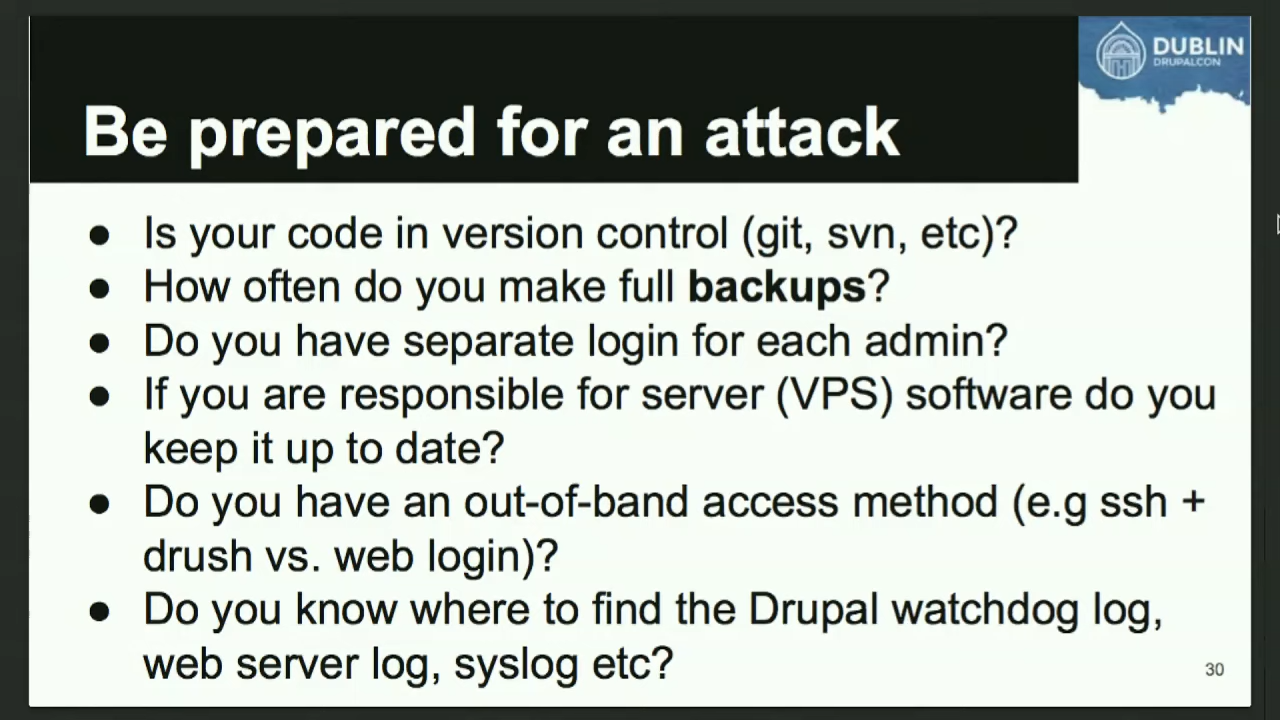 DUBLIN
DRUPALCON
Be prepared for an attack
● Is your code in version control (git, svn, etc)?
● How often do you make full backups?
● Do you have separate login for each admin?
● If you are responsible for server (VPS) software do you
keep it up to date?
● Do you have an out-of-band access method (e.g ssh +
drush vs. web login)?
● Do you know where to find the Drupal watchdog log,
web server log, syslog etc?
30